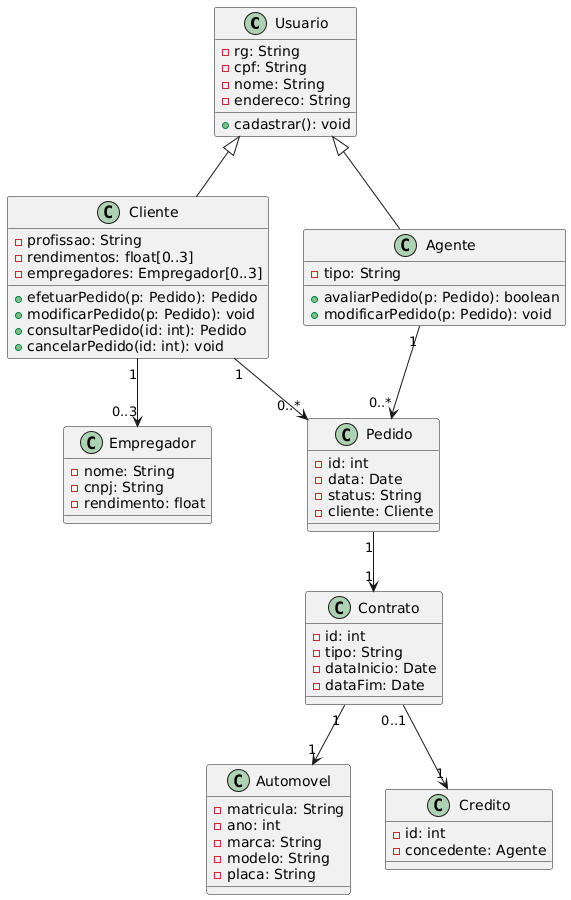 C Usuario
rg: String
cpf: String
nome: String
endereco: String
cadastrar(): void
C Cliente
profissao: String
rendimentos: float[0..3]
empregadores: Empregador[0..3]
efetuarPedido(p: Pedido): Pedido
modificarPedido(p: Pedido): void
consultarPedido(id: int): Pedido
cancelarPedido(id: int): void
C Agente
tipo: String
avaliarPedido(p: Pedido): boolean
modificarPedido(p: Pedido): void
1
0..3
1
0..*
1
0..*
C Empregador
nome: String
cnpj: String
rendimento: float
C Pedido
id: int
data: Date
status: String
cliente: Cliente
1
1
C Contrato
id: int
tipo: String
dataInicio: Date
dataFim: Date
1
1
0..1
1
C Automovel
matricula: String
ano: int
marca: String
modelo: String
placa: String
C Credito
id: int
concedente: Agente